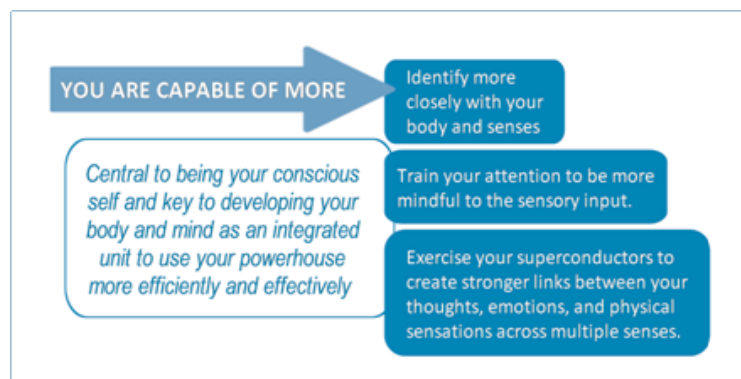 YOU ARE CAPABLE OF MORE
Identify more
closely with your
body and senses
Central to being your conscious
self and key to developing your
body and mind as an integrated
unit to use your powerhouse
more efficiently and effectively
Train your attention to be more
mindful to the sensory input.
Exercise your superconductors to
create stronger links between your
thoughts, emotions, and physical
sensations across multiple senses.